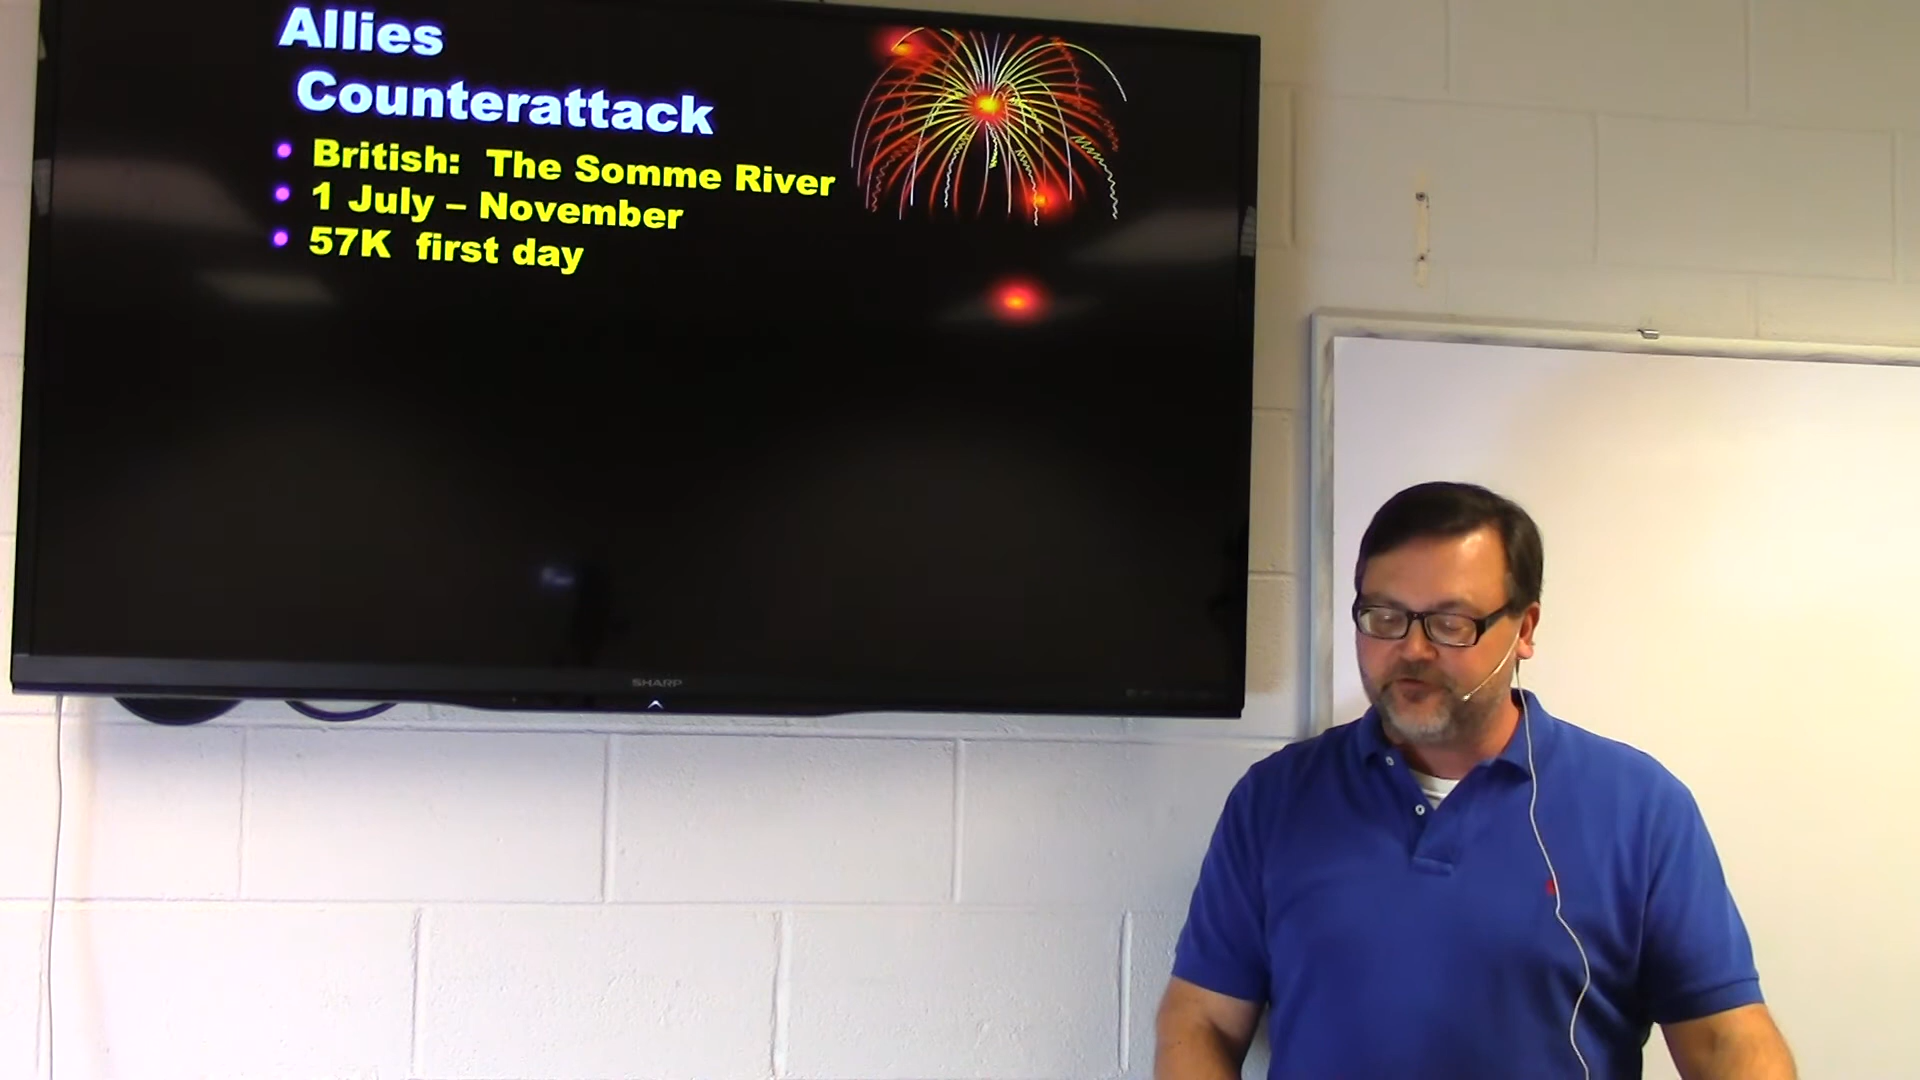 Allies
Counterattack
• British: The Somme River
• 1 July – November
• 57K first day
SHARP